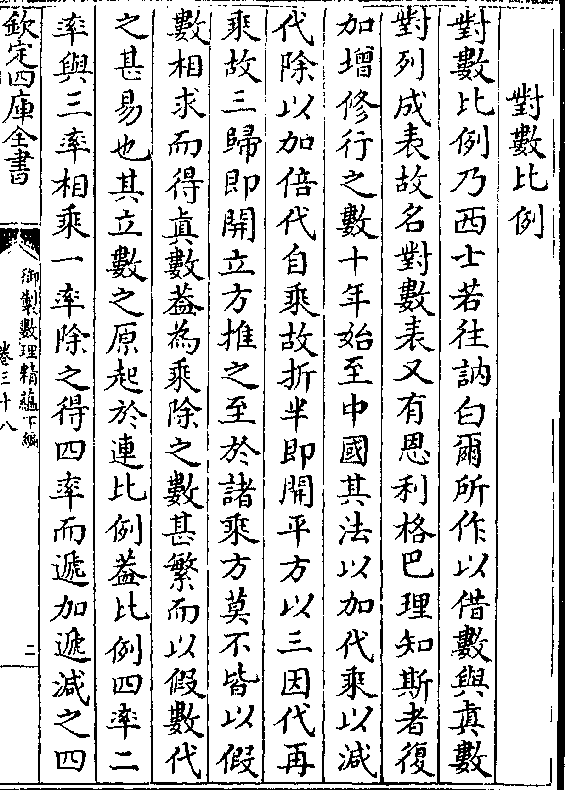 對數比例
對數比例乃西士若往訥白爾所作以借數與真數
對列成表故名對數表又有恩利格巴理知斯者復
加增修行之數十年始至中國其法以加代乘以減
代除以加倍代自乘故折半即開平方以三因代再
乘故三歸即開立方推之至於諸乘方莫不皆以假
數相求而得真數葢為乘除之數甚繁而以假數代
之甚易也其立數之原起於連比例葢比例四率二
率與三率相乘一率除之得四率而遞加遞減之四
欽定四庫全書
御製數理精蘊下編
卷三十八
二